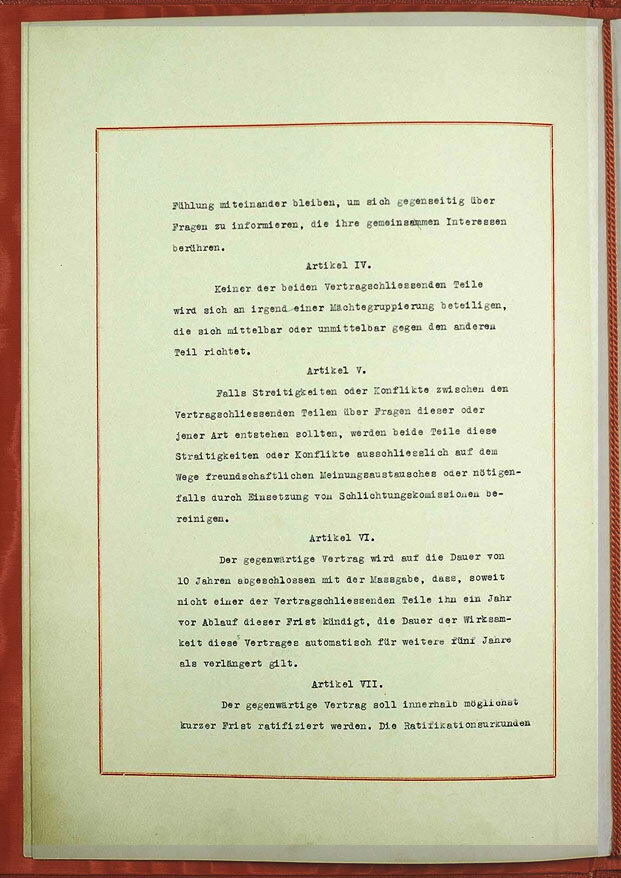 Fühlung miteinander bleiben, um sich gegenseitig über
Fragen zu informieren, die ihre gemeinsamen Interessen
berühren.
Artikel IV.
Keiner der beiden Vertragschliessenden Teile
wird sich an irgend einer Mächtegruppierung beteiligen,
die sich mittelbar oder unmittelbar gegen den anderen
Teil richtet.
Artikel V.
Falls Streitigkeiten oder Konflikte zwischen den
Vertragschliessenden Teilen über Fragen dieser oder
jener Art entstehen sollten, werden beide Teile diese
Straitigkeiten oder Konflikte ausschliesslich auf dem
Wege freundschaftlichen Meinungsaustausches oder nötigen-
falls durch Einsetzung von Schlichtungskomissionen be-
reinigen.
Artikel VI.
Der gegenwärtige Vertrag wird auf die Dauer von
10 Jahren abgeschlossen mit der Massgabe, dass, soweit
nicht einer der Vertragschliessenden Teile ihn ein Jahr
vor Ablauf dieser Frist kündigt, die Dauer der Wirksam-
keit dieses Vertrages automatisch für weitere fünf Jahre
als verlängert gilt.
Artikel VII.
Der gegenwärtige Vertrag soll innerhalb möglichst
kurzer Frist ratifiziert werden. Die Ratifikationsurkunden